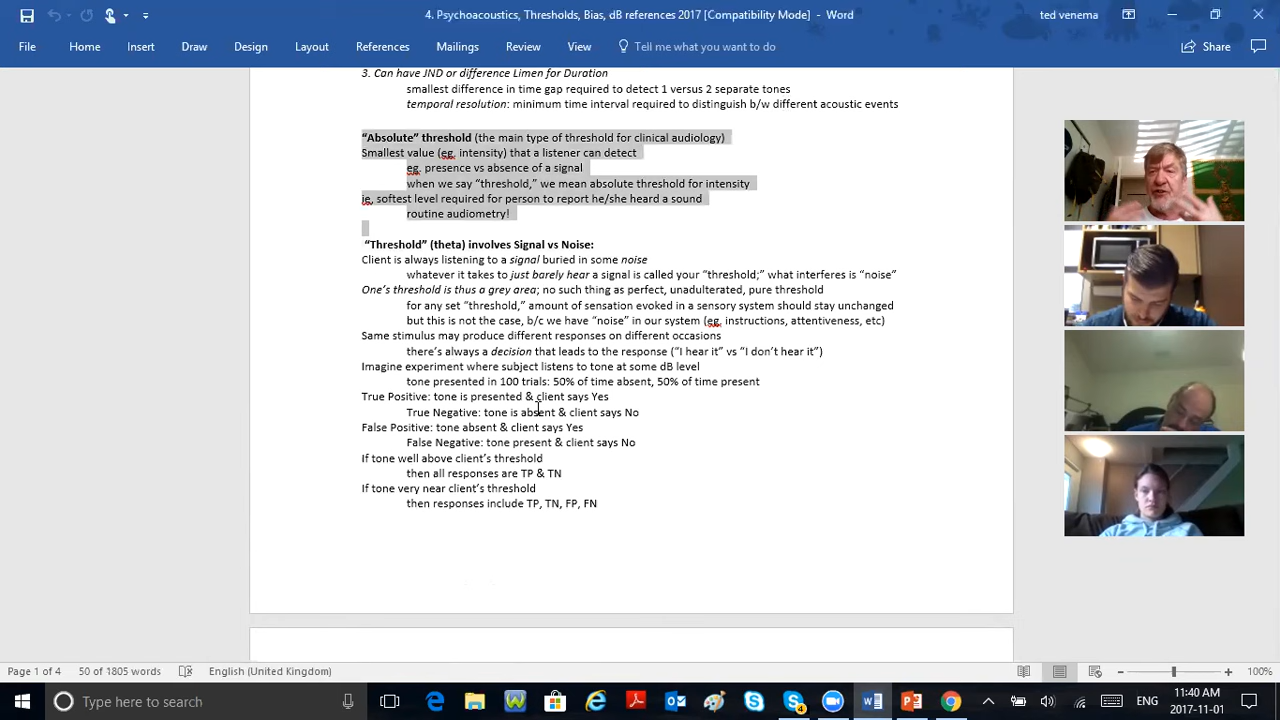 4. Psychoacoustics, Thresholds, Bias, dB references 2017 [Compatibility Mode] - Word
ted venema
File Home Insert Draw Design Layout References Mailings Review View Tell me what you want to do Share
3. Can have JND or difference Limen for Duration
smallest difference in time gap required to detect 1 versus 2 separate tones
temporal resolution: minimum time interval required to distinguish b/w different acoustic events
“Absolute” threshold (the main type of threshold for clinical audiology)
Smallest value (eg. intensity) that a listener can detect
eg. presence vs absence of a signal
when we say “threshold,” we mean absolute threshold for intensity
ie, softest level required for person to report he/she heard a sound
routine audiometry!
“Threshold” (theta) involves Signal vs Noise:
Client is always listening to a signal buried in some noise
whatever it takes to just barely hear a signal is called your “threshold;” what interferes is “noise”
One’s threshold is thus a grey area; no such thing as perfect, unadulterated, pure threshold
for any set “threshold,” amount of sensation evoked in a sensory system should stay unchanged
but this is not the case, b/c we have “noise” in our system (eg. instructions, attentiveness, etc)
Same stimulus may produce different responses on different occasions
there’s always a decision that leads to the response (“I hear it” vs “I don’t hear it”)
Imagine experiment where subject listens to tone at some dB level
tone presented in 100 trials: 50% of time absent, 50% of time present
True Positive: tone is presented & client says Yes
True Negative: tone is absent & client says No
False Positive: tone absent & client says Yes
False Negative: tone present & client says No
If tone well above client’s threshold
then all responses are TP & TN
If tone very near client’s threshold
then responses include TP, TN, FP, FN
Page 1 of 4 50 of 1805 words English (United Kingdom) 100%
Type here to search
4
ENG
11:40 AM
2017-11-01